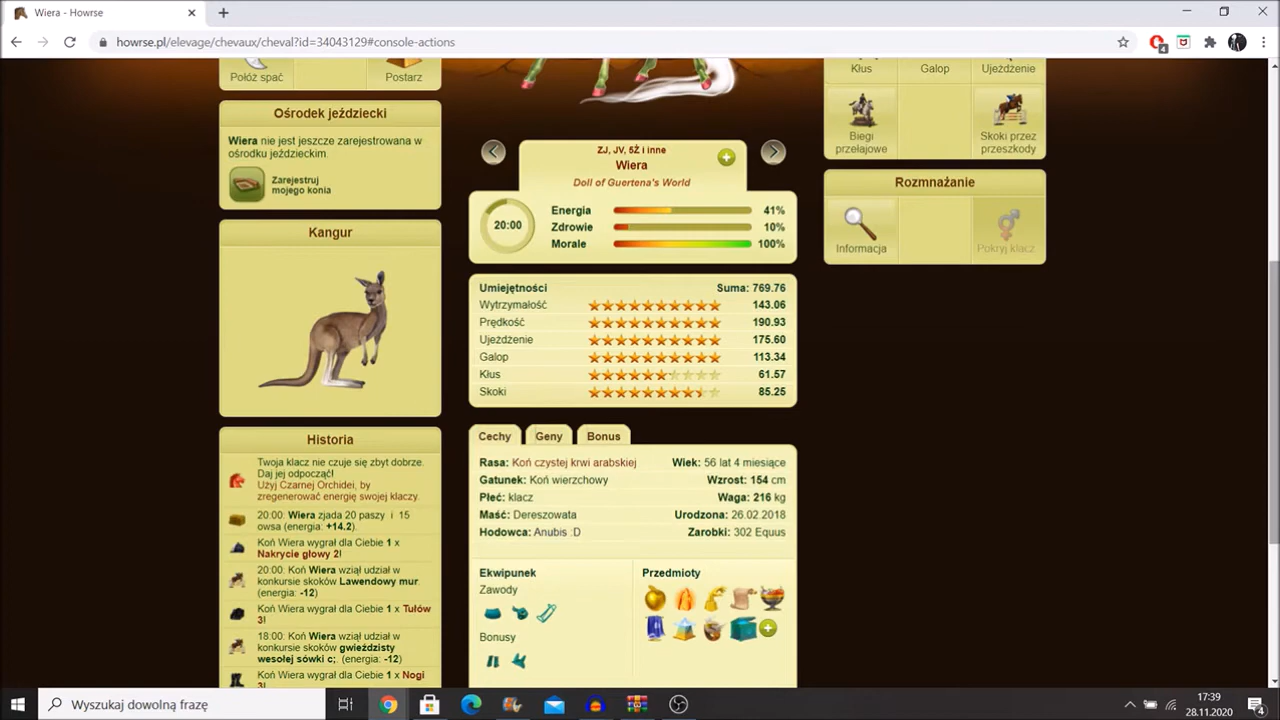 Wiera - Howrse
howrse.pl/elevage/chevaux/cheval?id=34043129#console-actions
4
Połóż spać
Postarz
Ośrodek jeździecki
Wiera nie jest jeszcze zarejestrowana w
ośrodku jeździeckim.
Zarejestruj
mojego konia
Kangur
Historia
Twoja klacz nie czuje się zbyt dobrze.
Daj jej odpocząć!
Użyj Czarnej Orchidei, by
zregenerować energię swojej klaczy.
20:00: Wiera zjada 20 paszy i 15
owsa (energia: +14.2).
Koń Wiera wygrał dla Ciebie 1 x
Nakrycie głowy 2!
20:00: Koń Wiera wziął udział w
konkursie skoków Lawendowy mur.
(energia: -12)
Koń Wiera wygrał dla Ciebie 1 x Tułów
3!
18:00: Koń Wiera wziął udział w
konkursie skoków gwieździsty
wesołej sówki c;. (energia: -12)
Koń Wiera wygrał dla Ciebie 1 x Nogi
3!
ZJ, JV, 5Ż i inne
Wiera
Doll of Guertena's World
20:00
Energia 41%
Zdrowie 10%
Morale 100%
Umiejętności Suma: 769.76
Wytrzymałość 143.06
Prędkość 190.93
Ujeżdżenie 175.60
Galop 113.34
Kłus 61.57
Skoki 85.25
Cechy Geny Bonus
Rasa: Koń czystej krwi arabskiej Wiek: 56 lat 4 miesiące
Gatunek: Koń wierzchowy Wzrost: 154 cm
Płeć: klacz Waga: 216 kg
Maść: Dereszowata Urodzona: 26.02.2018
Hodowca: Anubis :D Zarobki: 302 Equus
Ekwipunek
Zawody
Bonusy
Przedmioty
Kłus Galop Ujeżdżenie
Biegi
przełajowe
Skoki przez
przeszkody
Rozmnażanie
Informacja
Pokryj klacz
Wyszukaj dowolną frazę
17:39
28.11.2020
4